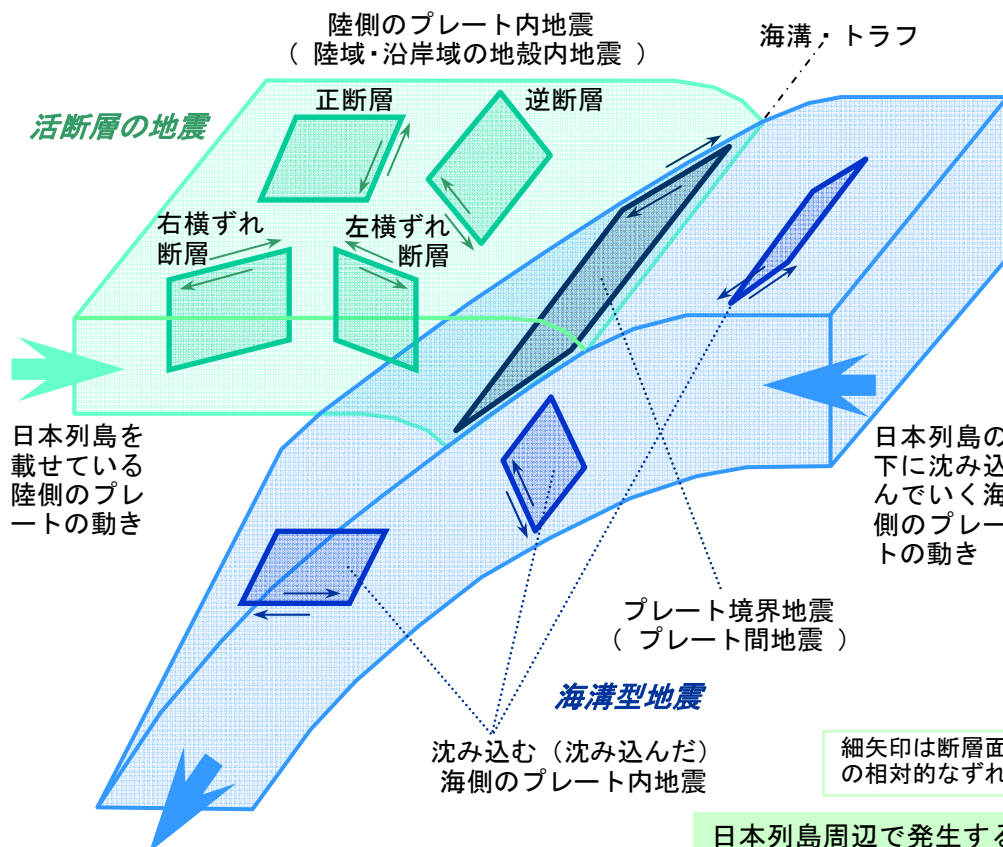 陸側のプレート内地震
（ 陸域・沿岸域の地殻内地震 ）
海溝・トラフ
活断層の地震
正断層
逆断層
右横ずれ
断層
左横ずれ
断層
日本列島を
載せている
陸側のプレ
ートの動き
日本列島の
下に沈み込
んでいく海
側のプレー
トの動き
プレート境界地震
（ プレート間地震 ）
海溝型地震
沈み込む（沈み込んだ）
海側のプレート内地震
細矢印は断層面
の相対的なずれ
日本列島周辺で発生する